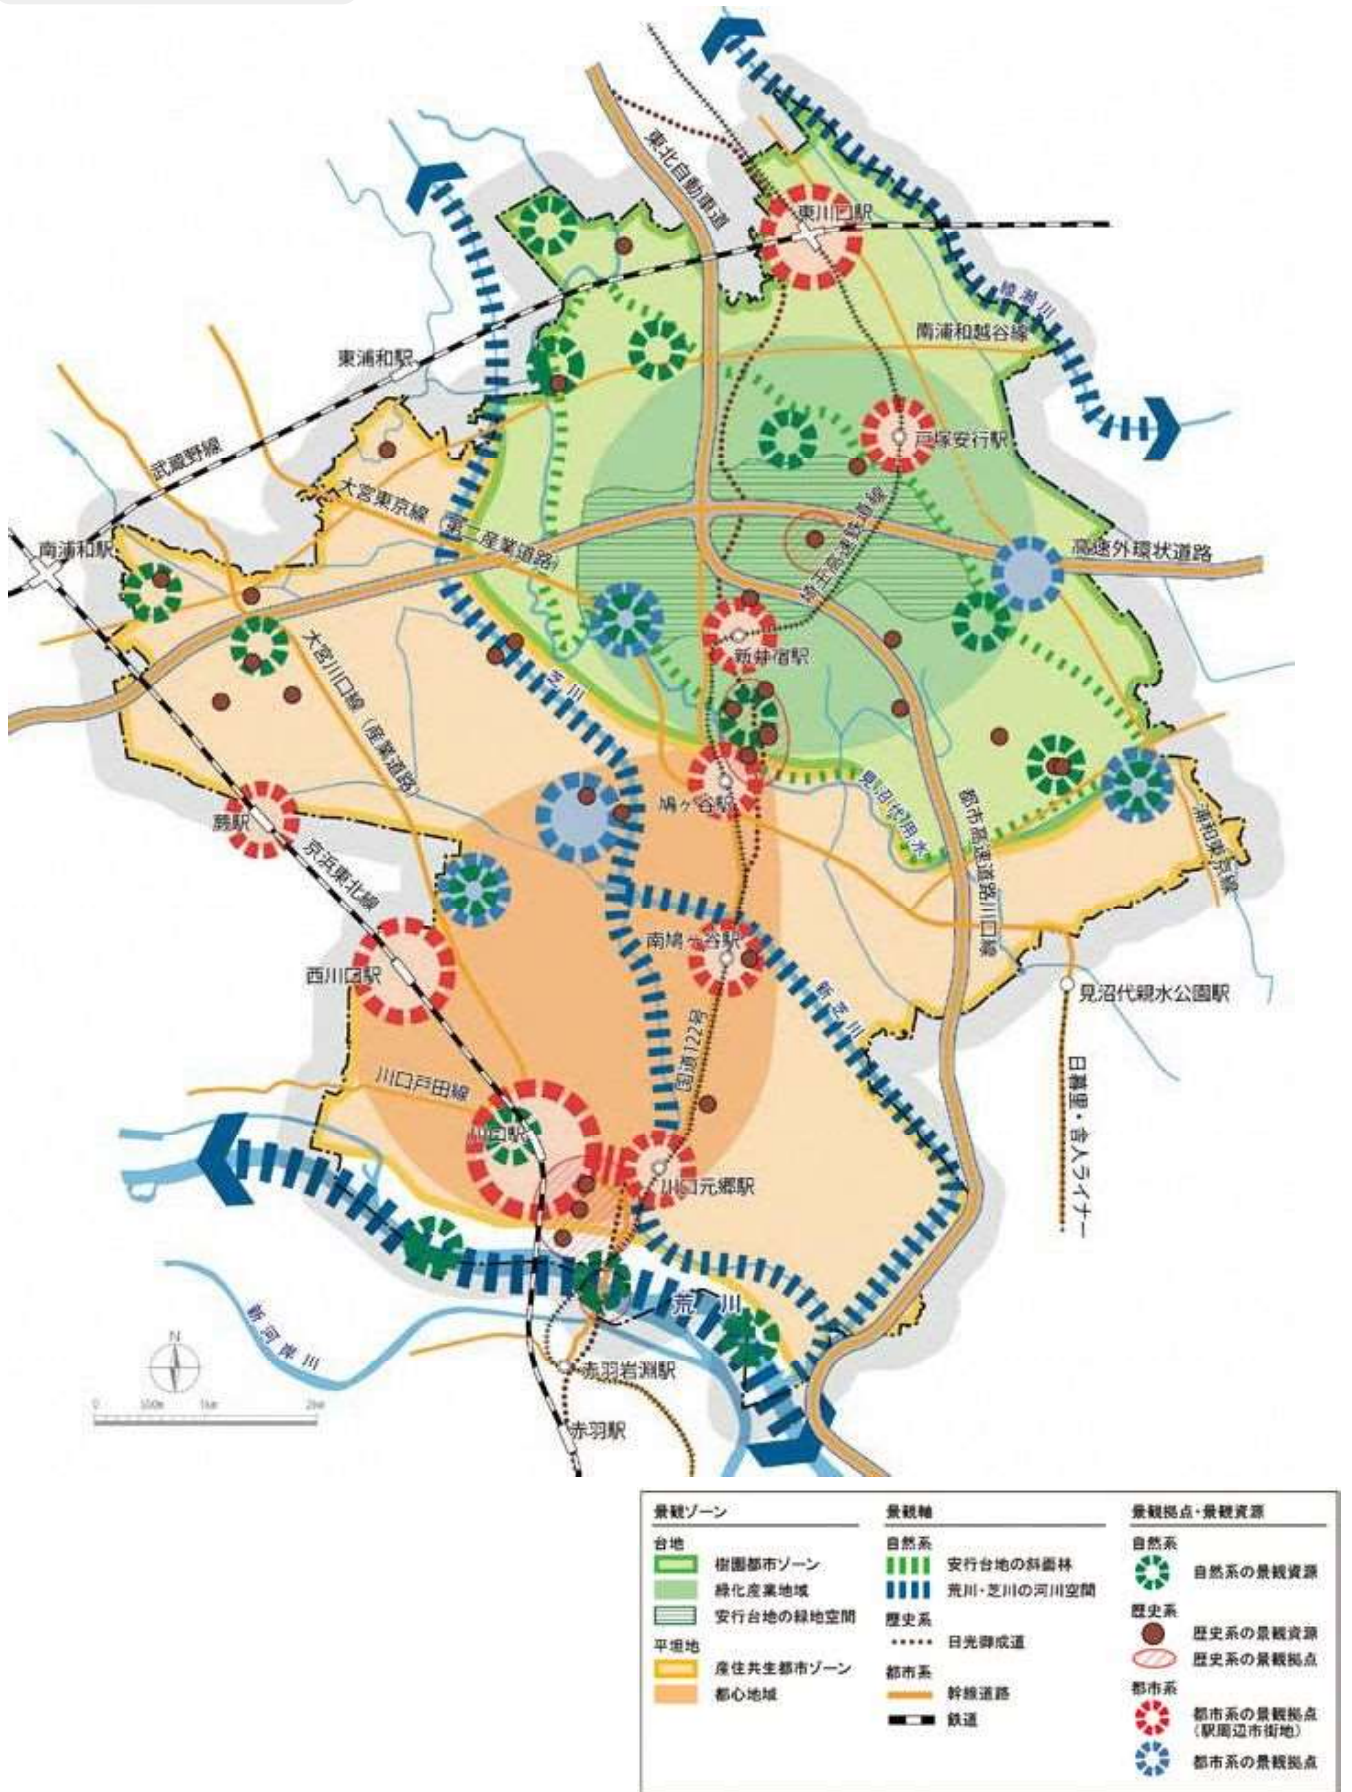 東北自動車道
東川口駅
綾瀬川
南浦和越谷線
東浦和駅
戸塚安行駅
武蔵野線
大宮東京線(第二産業道路)
埼玉高速鉄道線
高速外環状道路
南浦和駅
新井宿駅
大宮川口線(産業道路)
芝川
鳩ヶ谷駅
見沼代用水
都市高速道路川口線
浦和東京線
蕨駅
京浜東北線
南鳩ヶ谷駅
西川口駅
新芝川
見沼代親水公園駅
国道122号
日暮里・舎人ライナー
川口戸田線
川口駅
川口元郷駅
荒川
新河岸川
赤羽岩淵駅
赤羽駅
N
0 500m 1km 2km
景観ゾーン
台地
樹園都市ゾーン
緑化産業地域
安行台地の緑地空間
平坦地
産住共生都市ゾーン
都心地域
景観軸
自然系
安行台地の斜面林
荒川・芝川の河川空間
歴史系
日光御成道
都市系
幹線道路
鉄道
景観拠点・景観資源
自然系
自然系の景観資源
歴史系
歴史系の景観資源
歴史系の景観拠点
都市系
都市系の景観拠点
(駅周辺市街地)
都市系の景観拠点